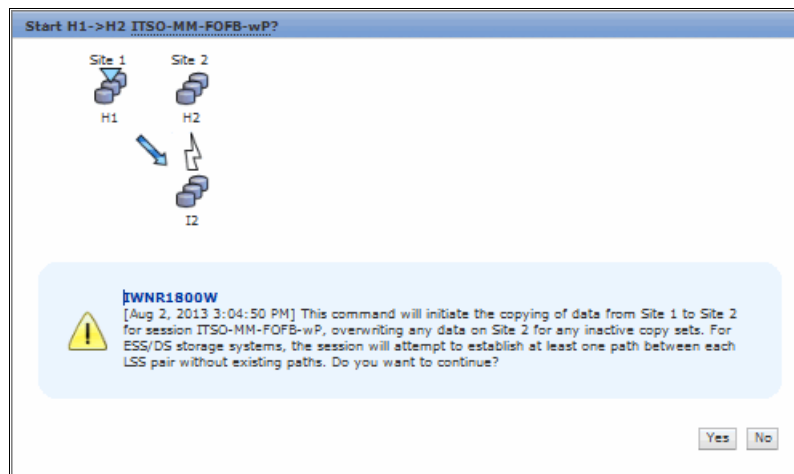 Start H1->H2 ITSO-MM-FOFB-wP?
Site 1 Site 2
H1 H2
I2
IWNR1800W
[Aug 2, 2013 3:04:50 PM] This command will initiate the copying of data from Site 1 to Site 2
for session ITSO-MM-FOFB-wP, overwriting any data on Site 2 for any inactive copy sets. For
ESS/DS storage systems, the session will attempt to establish at least one path between each
LSS pair without existing paths. Do you want to continue?
Yes No